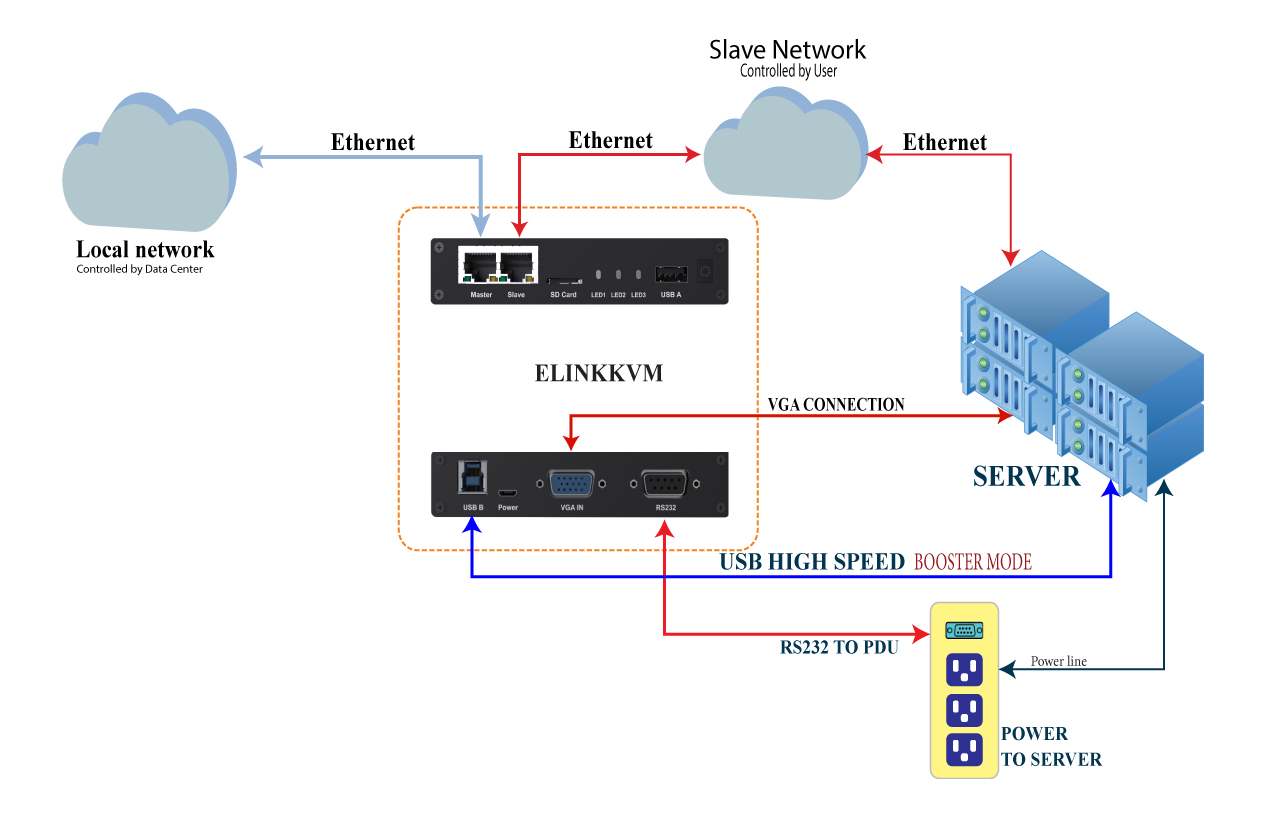 Slave Network
Controlled by User
Ethernet
Ethernet
Ethernet
Local network
Controlled by Data Center
Master
Slave
SD Card
LED1
LED2
LED3
USB A
ELINKKVM
VGA CONNECTION
SERVER
USB B
Power
VGA IN
RS232
USB HIGH SPEED BOOSTER MODE
RS232 TO PDU
Power line
POWER
TO SERVER